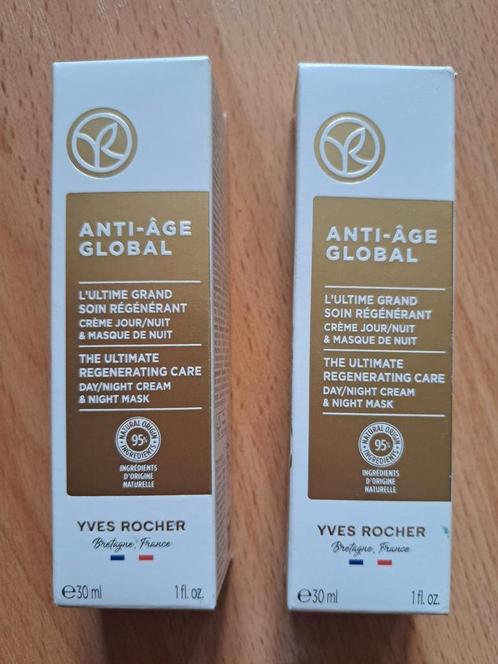 ANTI-ÂGE
GLOBAL
L'ULTIME GRAND
SOIN RÉGÉNÉRANT
CRÈME JOUR/NUIT
& MASQUE DE NUIT
THE ULTIMATE
REGENERATING CARE
DAY/NIGHT CREAM
& NIGHT MASK
NATURAL ORIGIN
95%
INGREDIENTS
INGRÉDIENTS
D'ORIGINE
NATURELLE
YVES ROCHER
Bretagne, France
℮30 ml 1 fl. oz.
ANTI-ÂGE
GLOBAL
L'ULTIME GRAND
SOIN RÉGÉNÉRANT
CRÈME JOUR/NUIT
& MASQUE DE NUIT
THE ULTIMATE
REGENERATING CARE
DAY/NIGHT CREAM
& NIGHT MASK
NATURAL ORIGIN
95%
INGREDIENTS
INGRÉDIENTS
D'ORIGINE
NATURELLE
YVES ROCHER
Bretagne, France
℮30 ml 1 fl. oz.